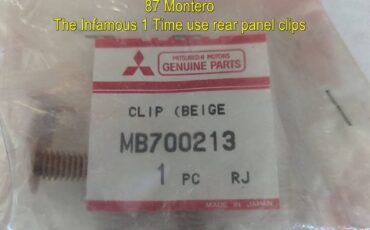 87 Montero
The Infamous 1 Time use rear panel clips
MITSUBISHI MOTORS
GENUINE PARTS
CLIP (BEIGE
MB700213
1 PC RJ
MADE IN JAPAN